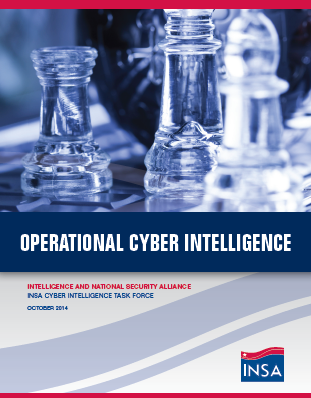 OPERATIONAL CYBER INTELLIGENCE
INTELLIGENCE AND NATIONAL SECURITY ALLIANCE
INSA CYBER INTELLIGENCE TASK FORCE
OCTOBER 2014
INSA